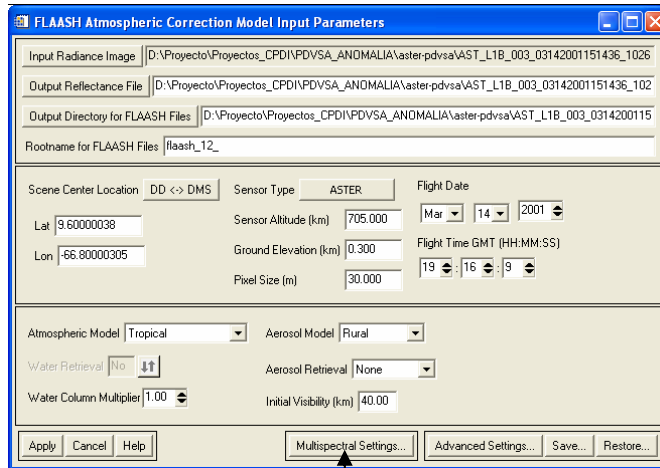 FLAASH Atmospheric Correction Model Input Parameters
Input Radiance Image D:\Proyecto\Proyectos_CPDI\PDVSA_ANOMALIA\aster-pdvsa\AST_L1B_003_03142001151436_1026
Output Reflectance File D:\Proyecto\Proyectos_CPDI\PDVSA_ANOMALIA\aster-pdvsa\AST_L1B_003_03142001151436_102
Output Directory for FLAASH Files D:\Proyecto\Proyectos_CPDI\PDVSA_ANOMALIA\aster-pdvsa\AST_L1B_003_0314200115
Rootname for FLAASH Files flaash_12_
Scene Center Location DD <-> DMS Sensor Type ASTER Flight Date
Lat 9.60000038 Sensor Altitude (km) 705.000 Mar 14 2001
Lon -66.80000305 Ground Elevation (km) 0.300 Flight Time GMT (HH:MM:SS)
Pixel Size (m) 30.000 19 : 16 : 9
Atmospheric Model Tropical Aerosol Model Rural
Water Retrieval No Aerosol Retrieval None
Water Column Multiplier 1.00 Initial Visibility (km) 40.00
Apply Cancel Help Multispectral Settings... Advanced Settings... Save... Restore...